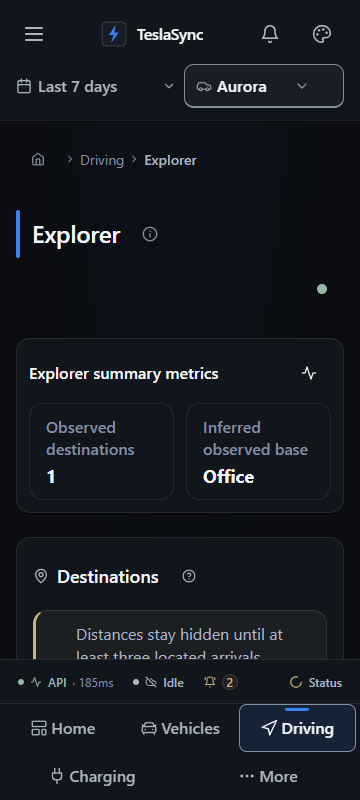 TeslaSync
Last 7 days
Aurora
Driving
Explorer
Explorer
Explorer summary metrics
Observed destinations
1
Inferred observed base
Office
Destinations
Distances stay hidden until at
least three located arrivals
API · 185ms
Idle
2
Status
Home
Vehicles
Driving
Charging
More